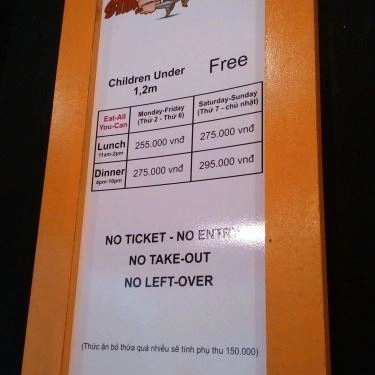 Children Under Free
1,2m
Eat-All You-Can Monday-Friday (Thứ 2 - Thứ 6) Saturday-Sunday (Thứ 7 - chủ nhật)
Lunch 11am-2pm 255.000 vnđ 275.000 vnđ
Dinner 275.000 vnđ 295.000 vnđ
NO TICKET - NO ENTRY
NO TAKE-OUT
NO LEFT-OVER
(Thức ăn bỏ thừa quá nhiều sẽ tính phụ thu 150.000)